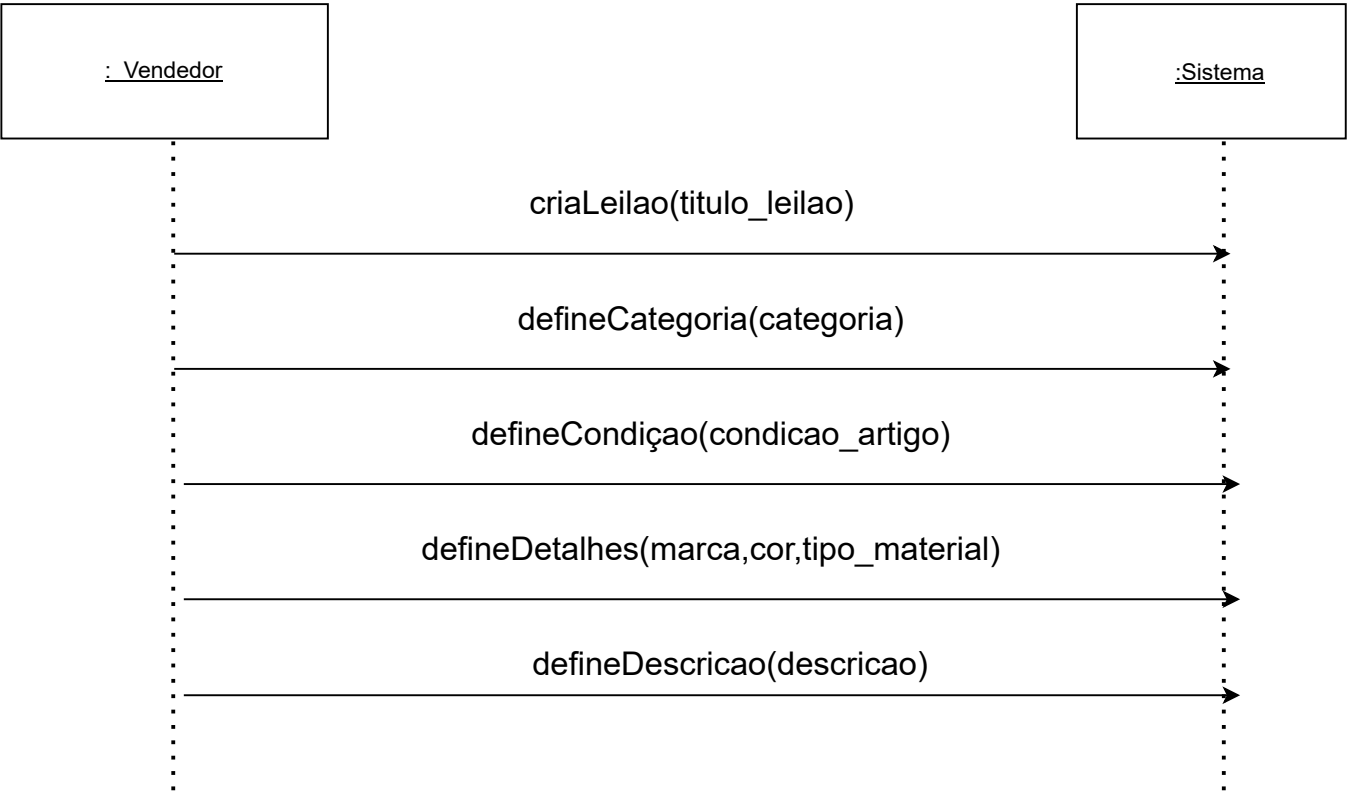 : Vendedor
:Sistema
criaLeilao(titulo_leilao)
defineCategoria(categoria)
defineCondiçao(condicao_artigo)
defineDetalhes(marca,cor,tipo_material)
defineDescricao(descricao)